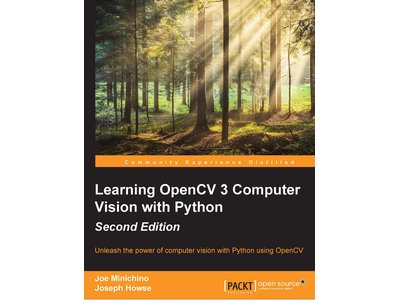 Community Experience Distilled
Learning OpenCV 3 Computer
Vision with Python
Second Edition
Unleash the power of computer vision with Python using OpenCV
Joe Minichino
Joseph Howse
PACKT open source
PUBLISHING